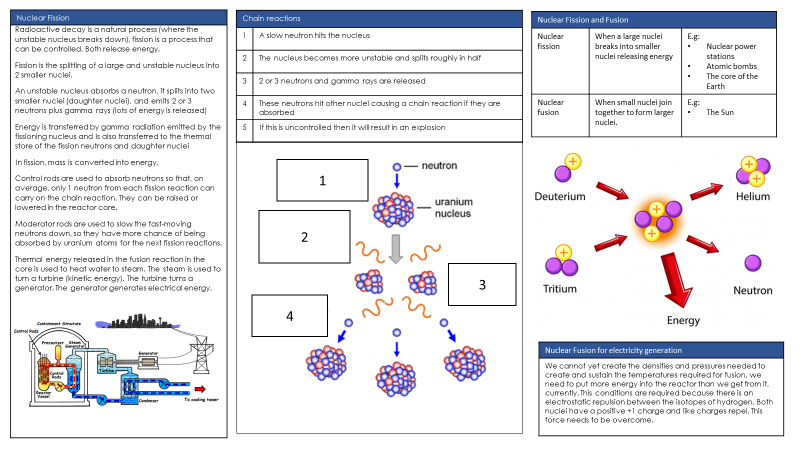 Nuclear Fission
Radioactive decay is a natural process (where the
unstable nucleus breaks down), fission is a process that
can be controlled. Both release energy.
Fission is the splitting of a large and unstable nucleus into
2 smaller nuclei.
An unstable nucleus absorbs a neutron, it splits into two
smaller nuclei (daughter nuclei), and emits 2 or 3
neutrons plus gamma rays (lots of energy is released)
Energy is transferred by gamma radiation emitted by the
fissioning nucleus and is also transferred to the thermal
store of the fission neutrons and daughter nuclei
In fission, mass is converted into energy.
Control rods are used to absorb neutrons so that, on
average, only 1 neutron from each fission reaction can
carry on the chain reaction. They can be raised or
lowered in the reactor core.
Moderator rods are used to slow the fast-moving
neutrons down, so they have more chance of being
absorbed by uranium atoms for the next fission reactions.
Thermal energy released in the fusion reaction in the
core is used to heat water to steam. The steam is used to
turn a turbine (kinetic energy). The turbine turns a
generator. The generator generates electrical energy.
Containment Structure
Control Rods
Pressurizer
Steam
Generator
Control
Rods
Reactor
Vessel
Turbine
Generator
Condenser
To cooling tower
Chain reactions
1 A slow neutron hits the nucleus
2 The nucleus becomes more unstable and splits roughly in half
3 2 or 3 neutrons and gamma rays are released
4 These neutrons hit other nuclei causing a chain reaction if they are
absorbed
5 If this is uncontrolled then it will result in an explosion
1
neutron
uranium
nucleus
2
3
4
Nuclear Fission and Fusion
Nuclear
fission
When a large nuclei
breaks into smaller
nuclei releasing energy
E.g:
• Nuclear power
stations
• Atomic bombs
• The core of the
Earth
Nuclear
fusion
When small nuclei join
together to form larger
nuclei.
E.g:
• The Sun
+
Deuterium
+
+
Helium
+
+
+
Tritium
Neutron
Energy
Nuclear Fusion for electricity generation
We cannot yet create the densities and pressures needed to
create and sustain the temperatures required for fusion, we
need to put more energy into the reactor than we get from it,
currently. This conditions are required because there is an
electrostatic repulsion between the isotopes of hydrogen. Both
nuclei have a positive +1 charge and like charges repel. This
force needs to be overcome.